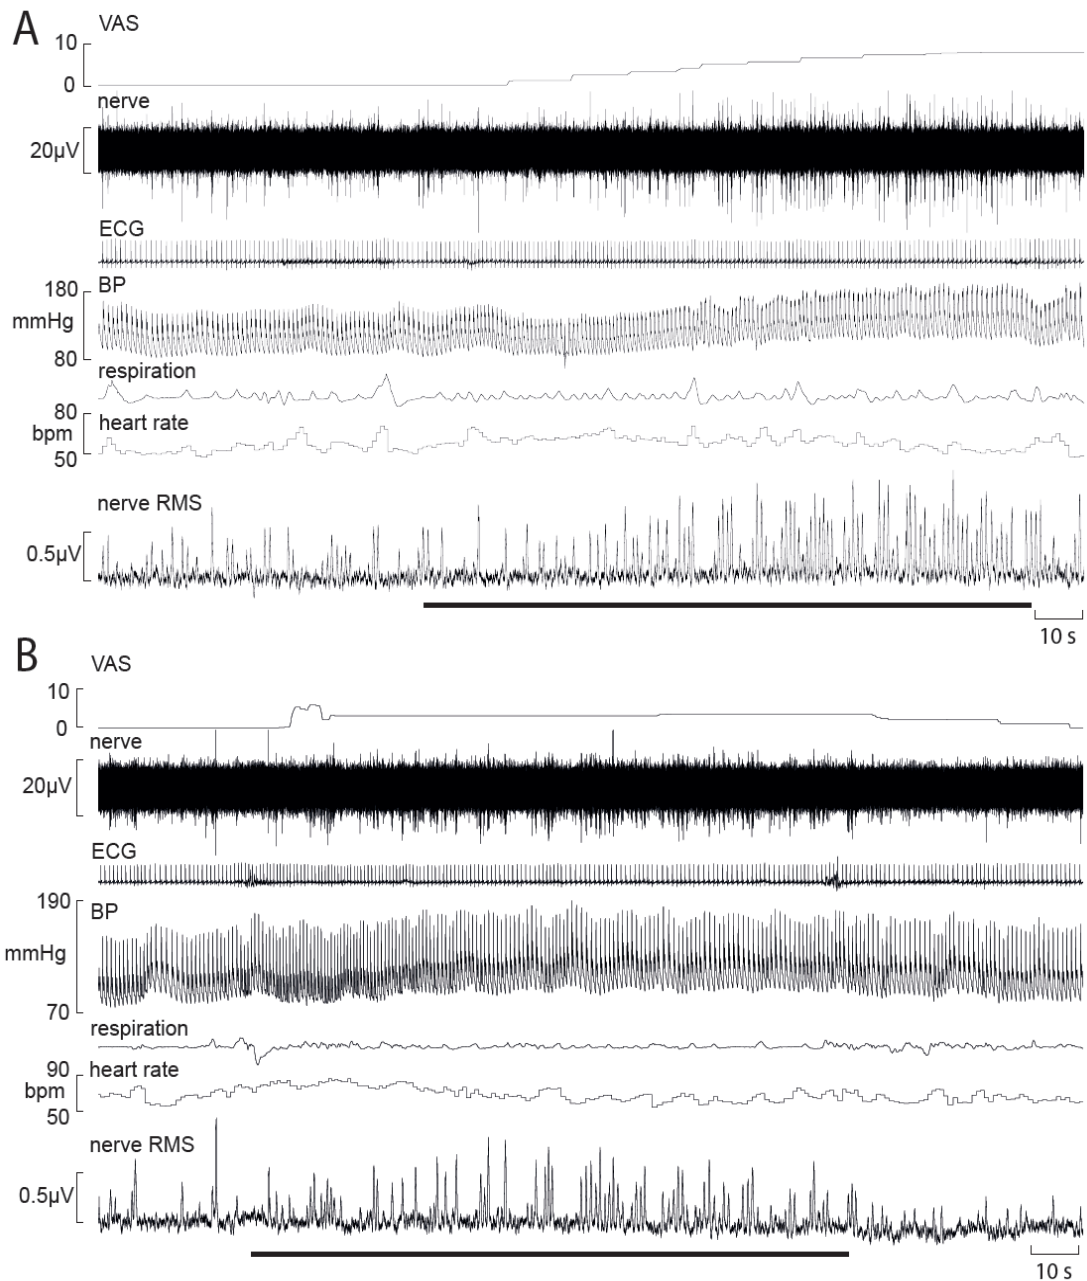 A
VAS
10
0
nerve
20µV
ECG
180
BP
mmHg
80
respiration
80
heart rate
bpm
50
nerve RMS
0.5µV
10 s
B
VAS
10
0
nerve
20µV
ECG
190
BP
mmHg
70
respiration
90
heart rate
bpm
50
nerve RMS
0.5µV
10 s